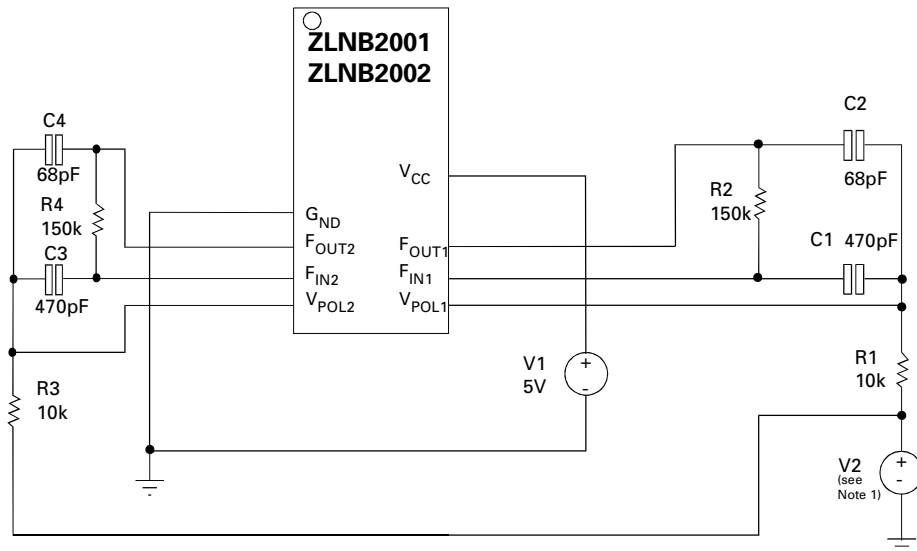 ZLNB2001
ZLNB2002
C4
68pF
R4
150k
C3
470pF
R3
10k
GND
FOUT2
FIN2
VPOL2
VCC
FOUT1
FIN1
VPOL1
C2
68pF
R2
150k
C1 470pF
R1
10k
V1
5V
+
-
V2
(see
Note 1)
+
-